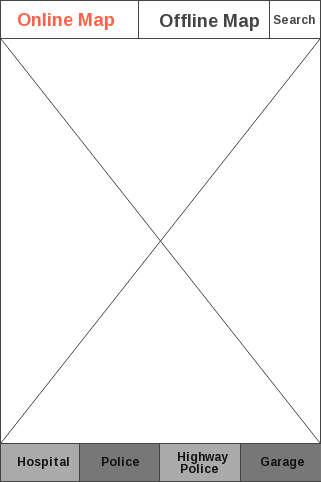 Online Map
Offline Map
Search
Hospital
Police
Highway
Police
Garage